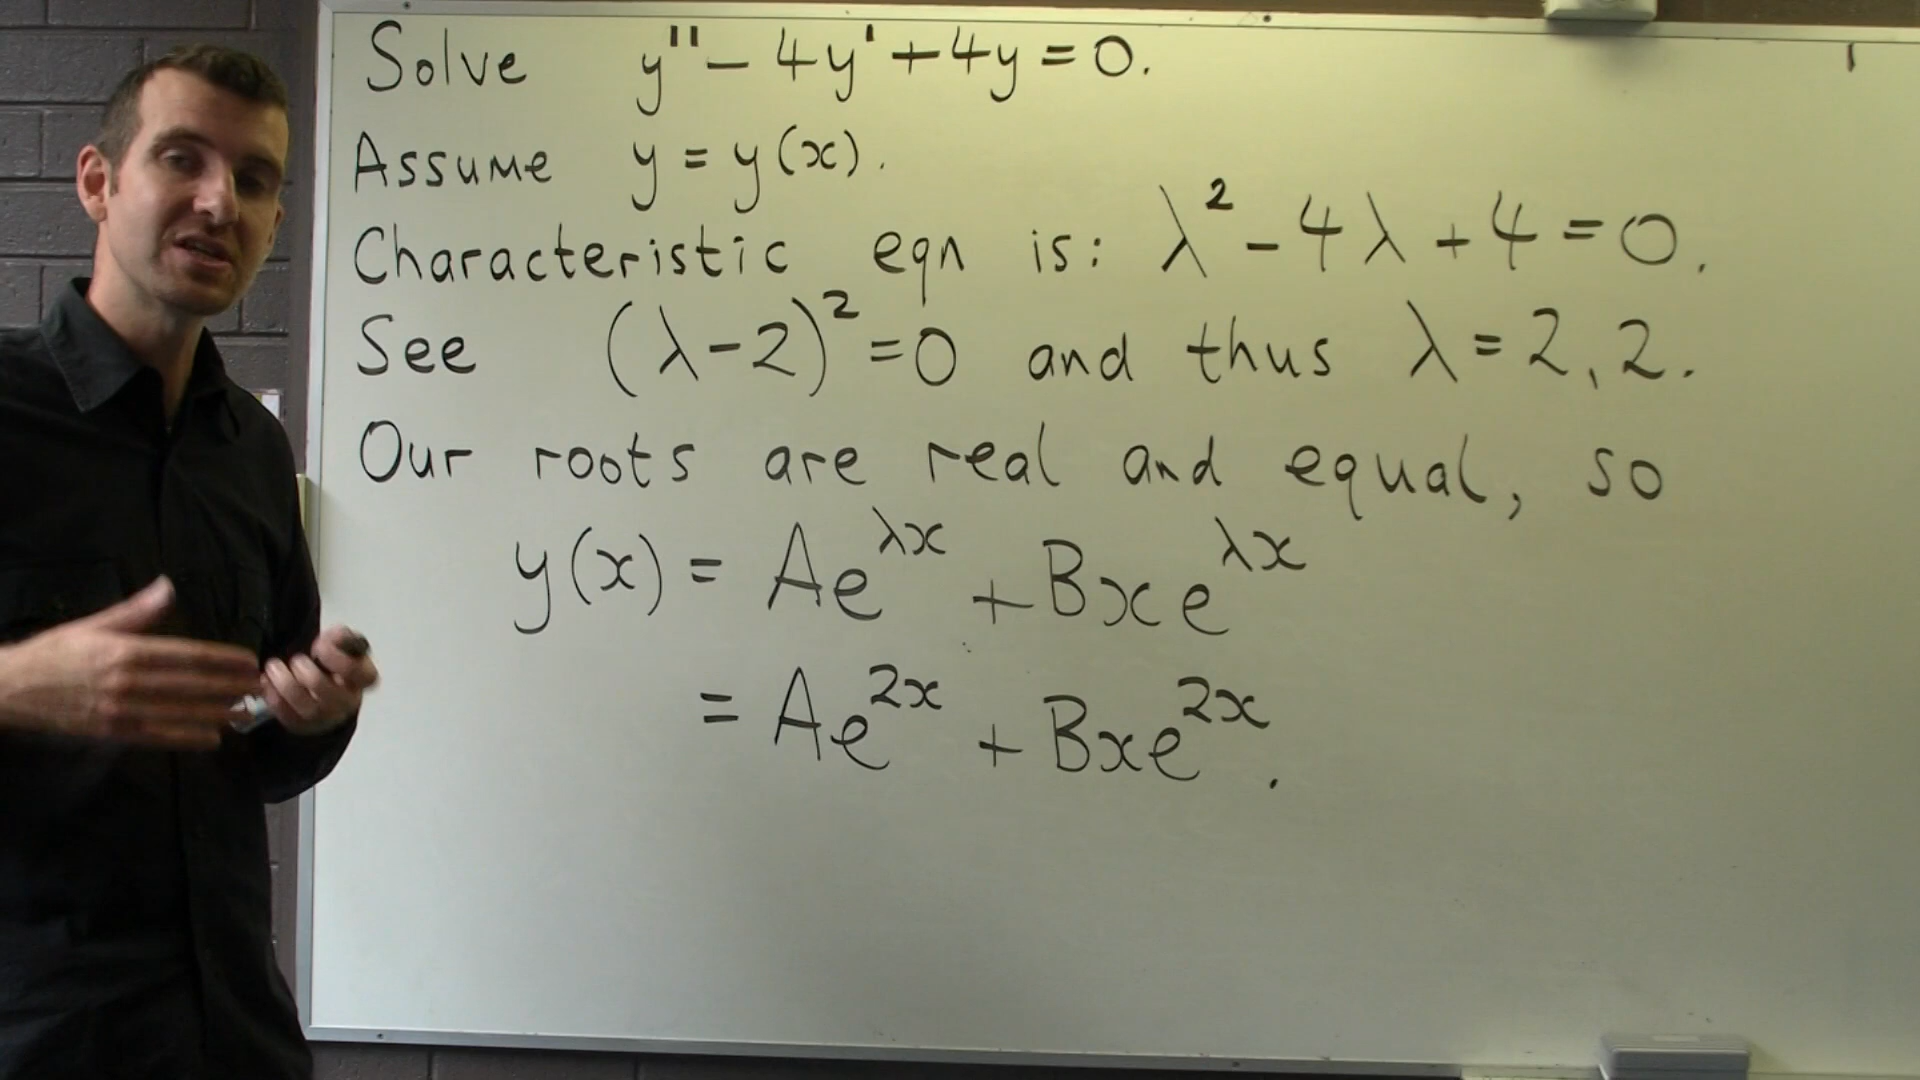 Solve y'' - 4y' + 4y = 0.
Assume y = y(x).
Characteristic eqn is: λ² - 4λ + 4 = 0.
See (λ-2)² = 0 and thus λ = 2, 2.
Our roots are real and equal, so
y(x) = Ae^{λx} + Bxe^{λx}
= Ae^{2x} + Bxe^{2x}.